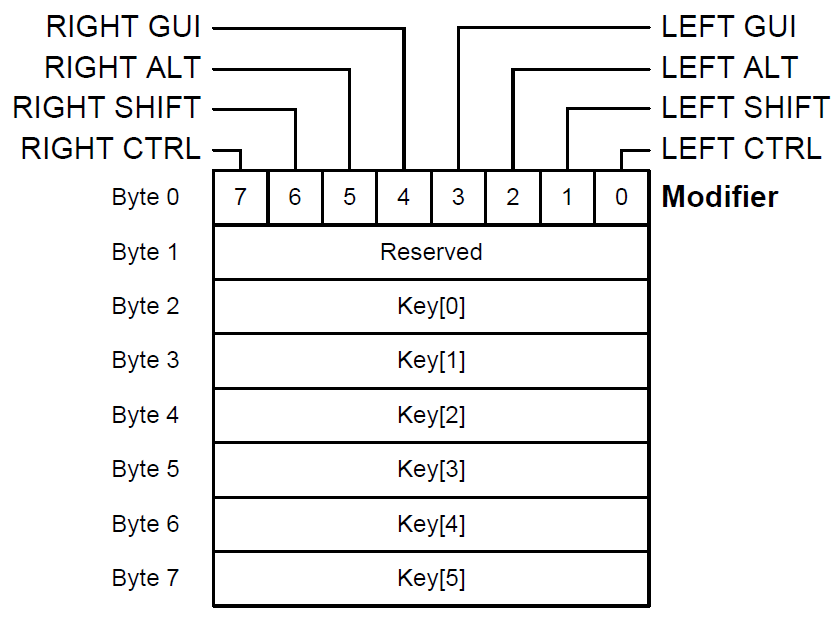 RIGHT GUI LEFT GUI
RIGHT ALT LEFT ALT
RIGHT SHIFT LEFT SHIFT
RIGHT CTRL LEFT CTRL
Byte 0 7 6 5 4 3 2 1 0 Modifier
Byte 1 Reserved
Byte 2 Key[0]
Byte 3 Key[1]
Byte 4 Key[2]
Byte 5 Key[3]
Byte 6 Key[4]
Byte 7 Key[5]